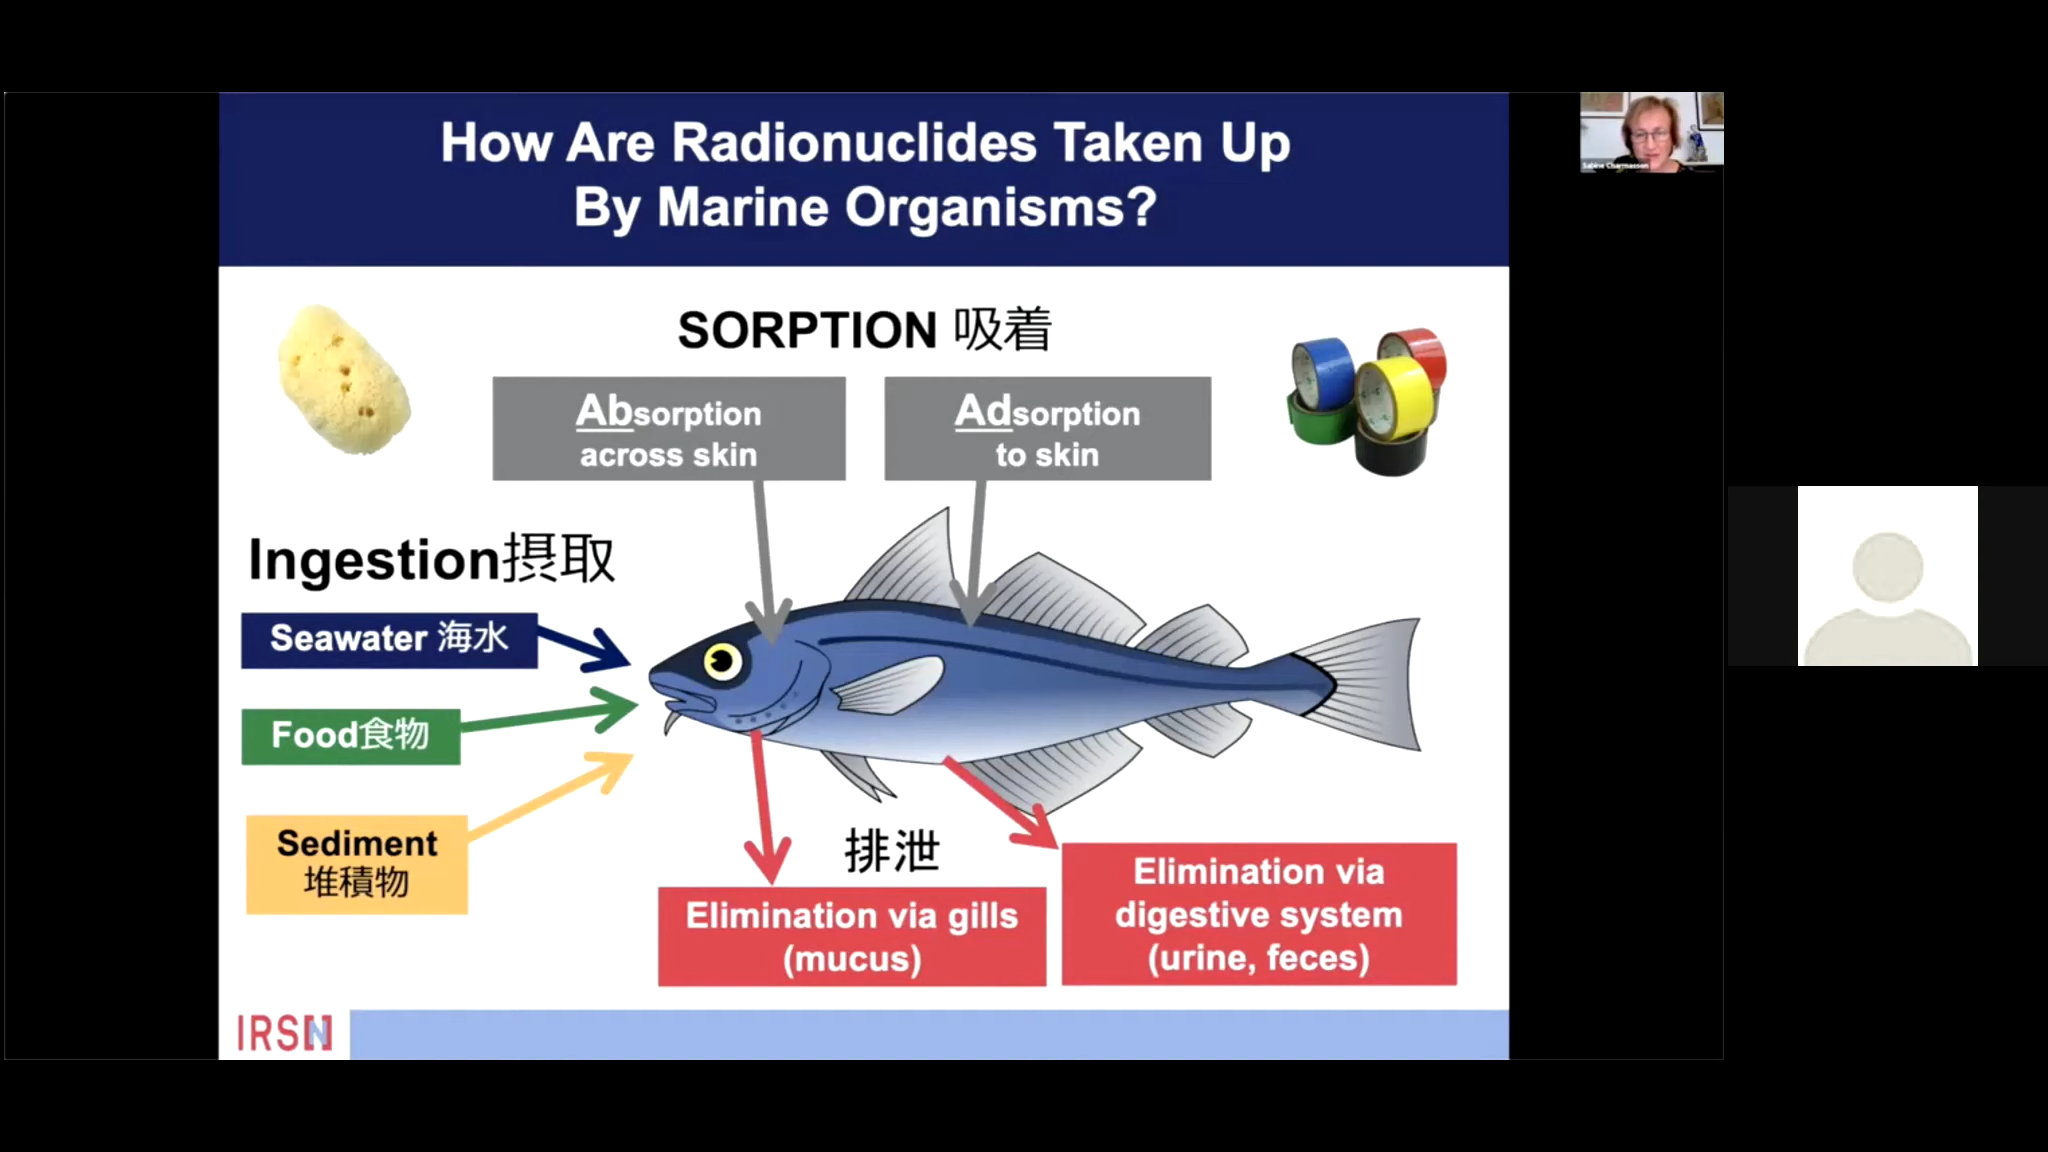 How Are Radionuclides Taken Up
By Marine Organisms?
Sabine Charmasson
SORPTION 吸着
Absorption
across skin
Adsorption
to skin
Ingestion摂取
Seawater 海水
Food食物
Sediment
堆積物
排泄
Elimination via gills
(mucus)
Elimination via
digestive system
(urine, feces)
IRSN